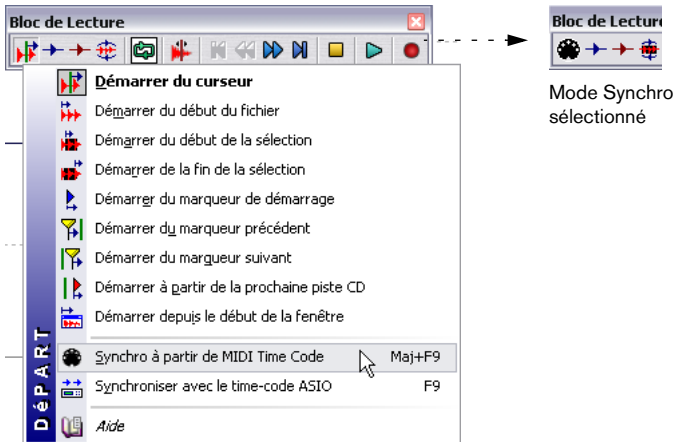 Bloc de Lecture
Démarrer du curseur
Démarrer du début du fichier
Démarrer du début de la sélection
Démarrer de la fin de la sélection
Démarrer du marqueur de démarrage
Démarrer du marqueur précédent
Démarrer du marqueur suivant
Démarrer à partir de la prochaine piste CD
Démarrer depuis le début de la fenêtre
Synchro à partir de MIDI Time Code Maj+F9
Synchroniser avec le time-code ASIO F9
Aide
DéPART
Bloc de Lecture
Mode Synchro
sélectionné